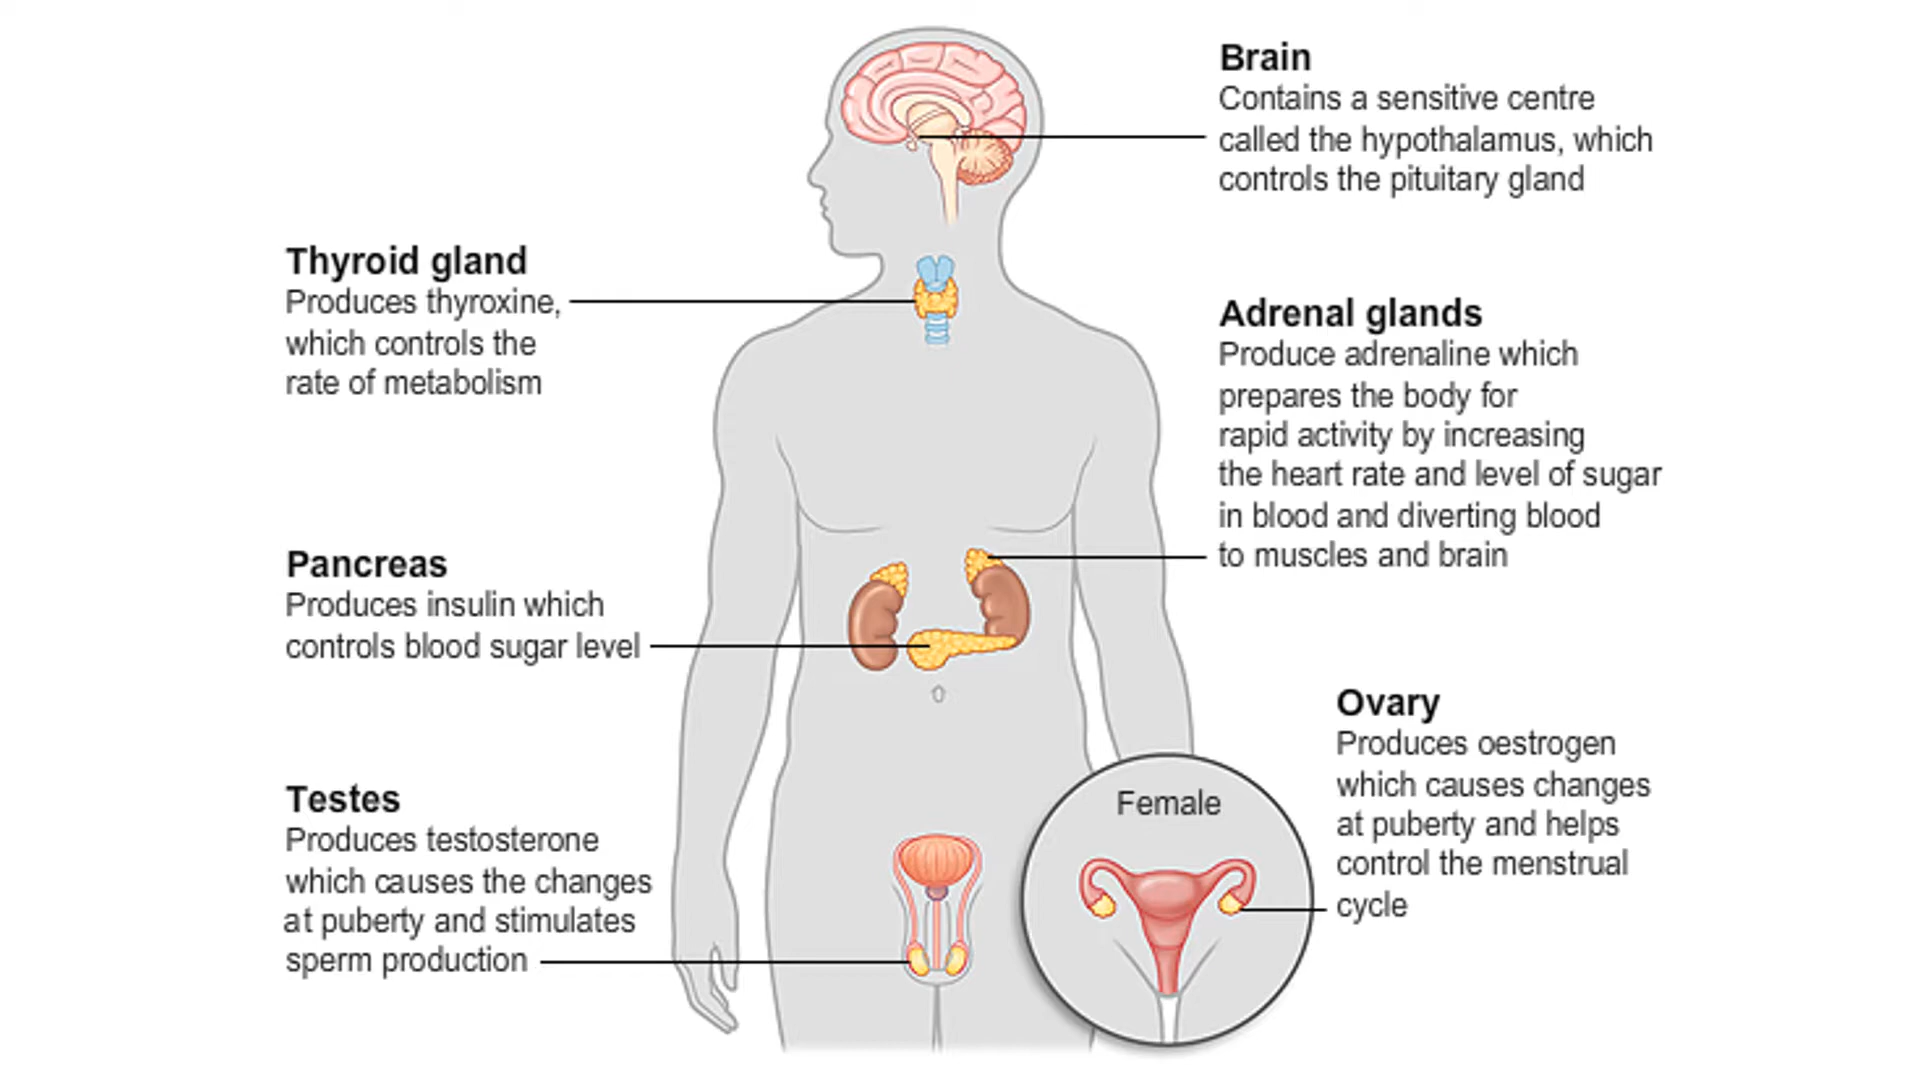 Brain
Contains a sensitive centre
called the hypothalamus, which
controls the pituitary gland
Thyroid gland
Produces thyroxine,
which controls the
rate of metabolism
Adrenal glands
Produce adrenaline which
prepares the body for
rapid activity by increasing
the heart rate and level of sugar
in blood and diverting blood
to muscles and brain
Pancreas
Produces insulin which
controls blood sugar level
Ovary
Produces oestrogen
which causes changes
at puberty and helps
control the menstrual
cycle
Female
Testes
Produces testosterone
which causes the changes
at puberty and stimulates
sperm production